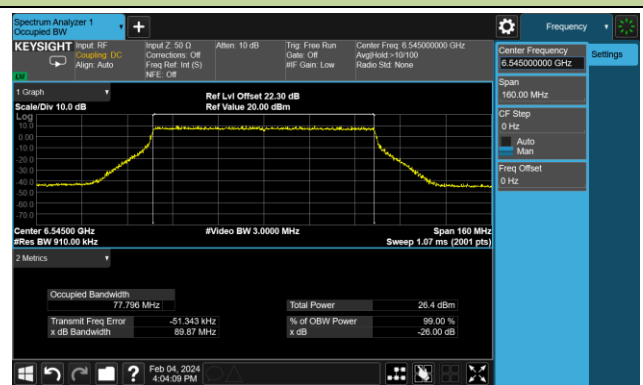 Spectrum Analyzer 1
Occupied BW
+
Frequency
KEYSIGHT
Input: RF
Coupling: DC
Align: Auto
Input Z: 50 Ω
Corrections: Off
Freq Ref: Int (S)
NFE: Off
Atten: 10 dB
Trig: Free Run
Gate: Off
#IF Gain: Low
Center Freq: 6.545000000 GHz
Avg|Hold:>10/100
Radio Std: None
LW
Center Frequency
6.545000000 GHz
Settings
Span
160.00 MHz
CF Step
0 Hz
Auto
Man
Freq Offset
0 Hz
1 Graph
Scale/Div 10.0 dB
Ref Lvl Offset 22.30 dB
Ref Value 20.00 dBm
Log
10.0
0.00
-10.0
-20.0
-30.0
-40.0
-50.0
-60.0
-70.0
Center 6.54500 GHz
#Res BW 910.00 kHz
#Video BW 3.0000 MHz
Span 160 MHz
Sweep 1.07 ms (2001 pts)
2 Metrics
Occupied Bandwidth
77.796 MHz
Total Power 26.4 dBm
Transmit Freq Error -51.343 kHz
% of OBW Power 99.00 %
x dB Bandwidth 89.87 MHz
x dB -26.00 dB
?
Feb 04, 2024
4:04:09 PM